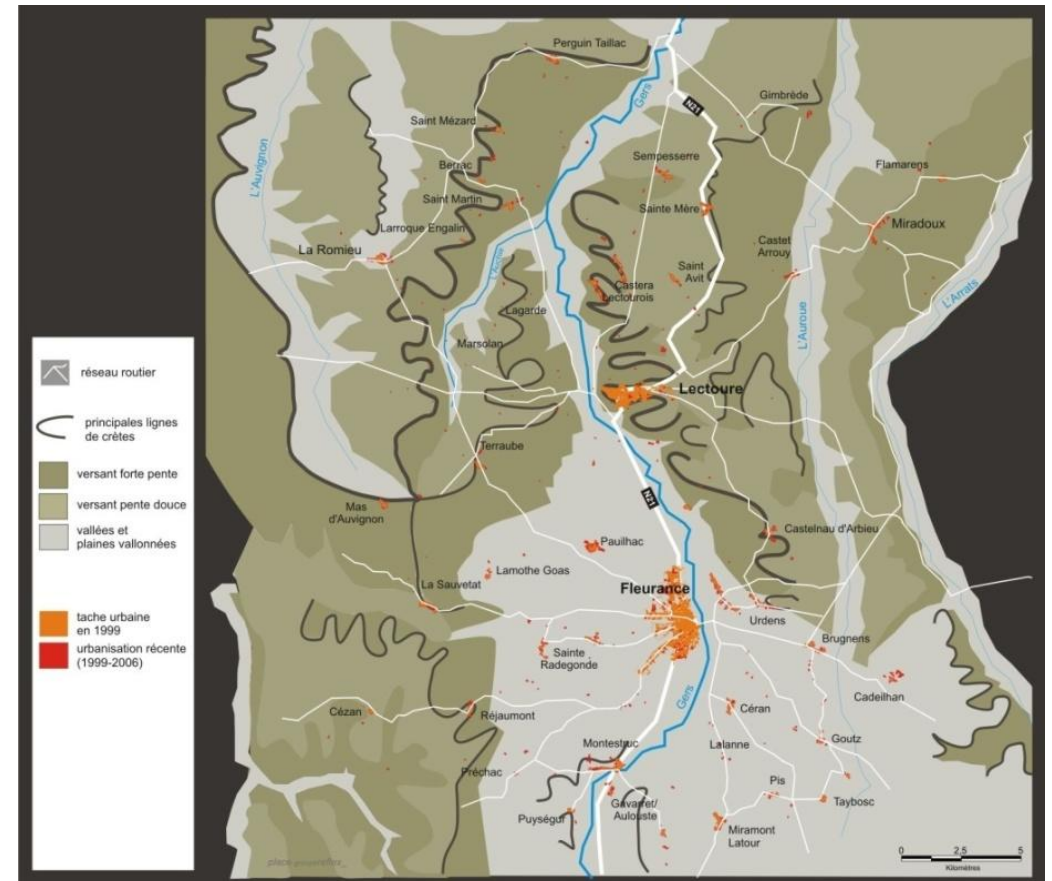 Perguin Taillac
Gers
N21
Gimbrède
Saint Mézard
L'Auvignon
Sempesserre
Flamarens
Berrac
Saint Martin
Sainte Mère
Miradoux
Larroque Engalin
La Romieu
Castet
Arrouy
Saint
Avit
Castera
Lectourois
L'Arrats
Lagarde
L'Auroue
Marsolan
réseau routier
Lectoure
principales lignes
de crètes
Terraube
versant forte pente
N21
versant pente douce
Mas
d'Auvignon
vallées et
plaines vallonnées
Castelnau d'Arbieu
Pauilhac
Lamothe Goas
La Sauvetat
Fleurance
tache urbaine
en 1999
Urdens
urbanisation récente
(1999-2006)
Brugnens
Sainte
Radegonde
Cadeilhan
Gers
Cézan
Réjaumont
Céran
Montestruc
Lalanne
Goutz
Préchac
Pis
Gavarret/
Aulouste
Taybosc
Puységur
Miramont
Latour
0 2,5 5
Kilomètres